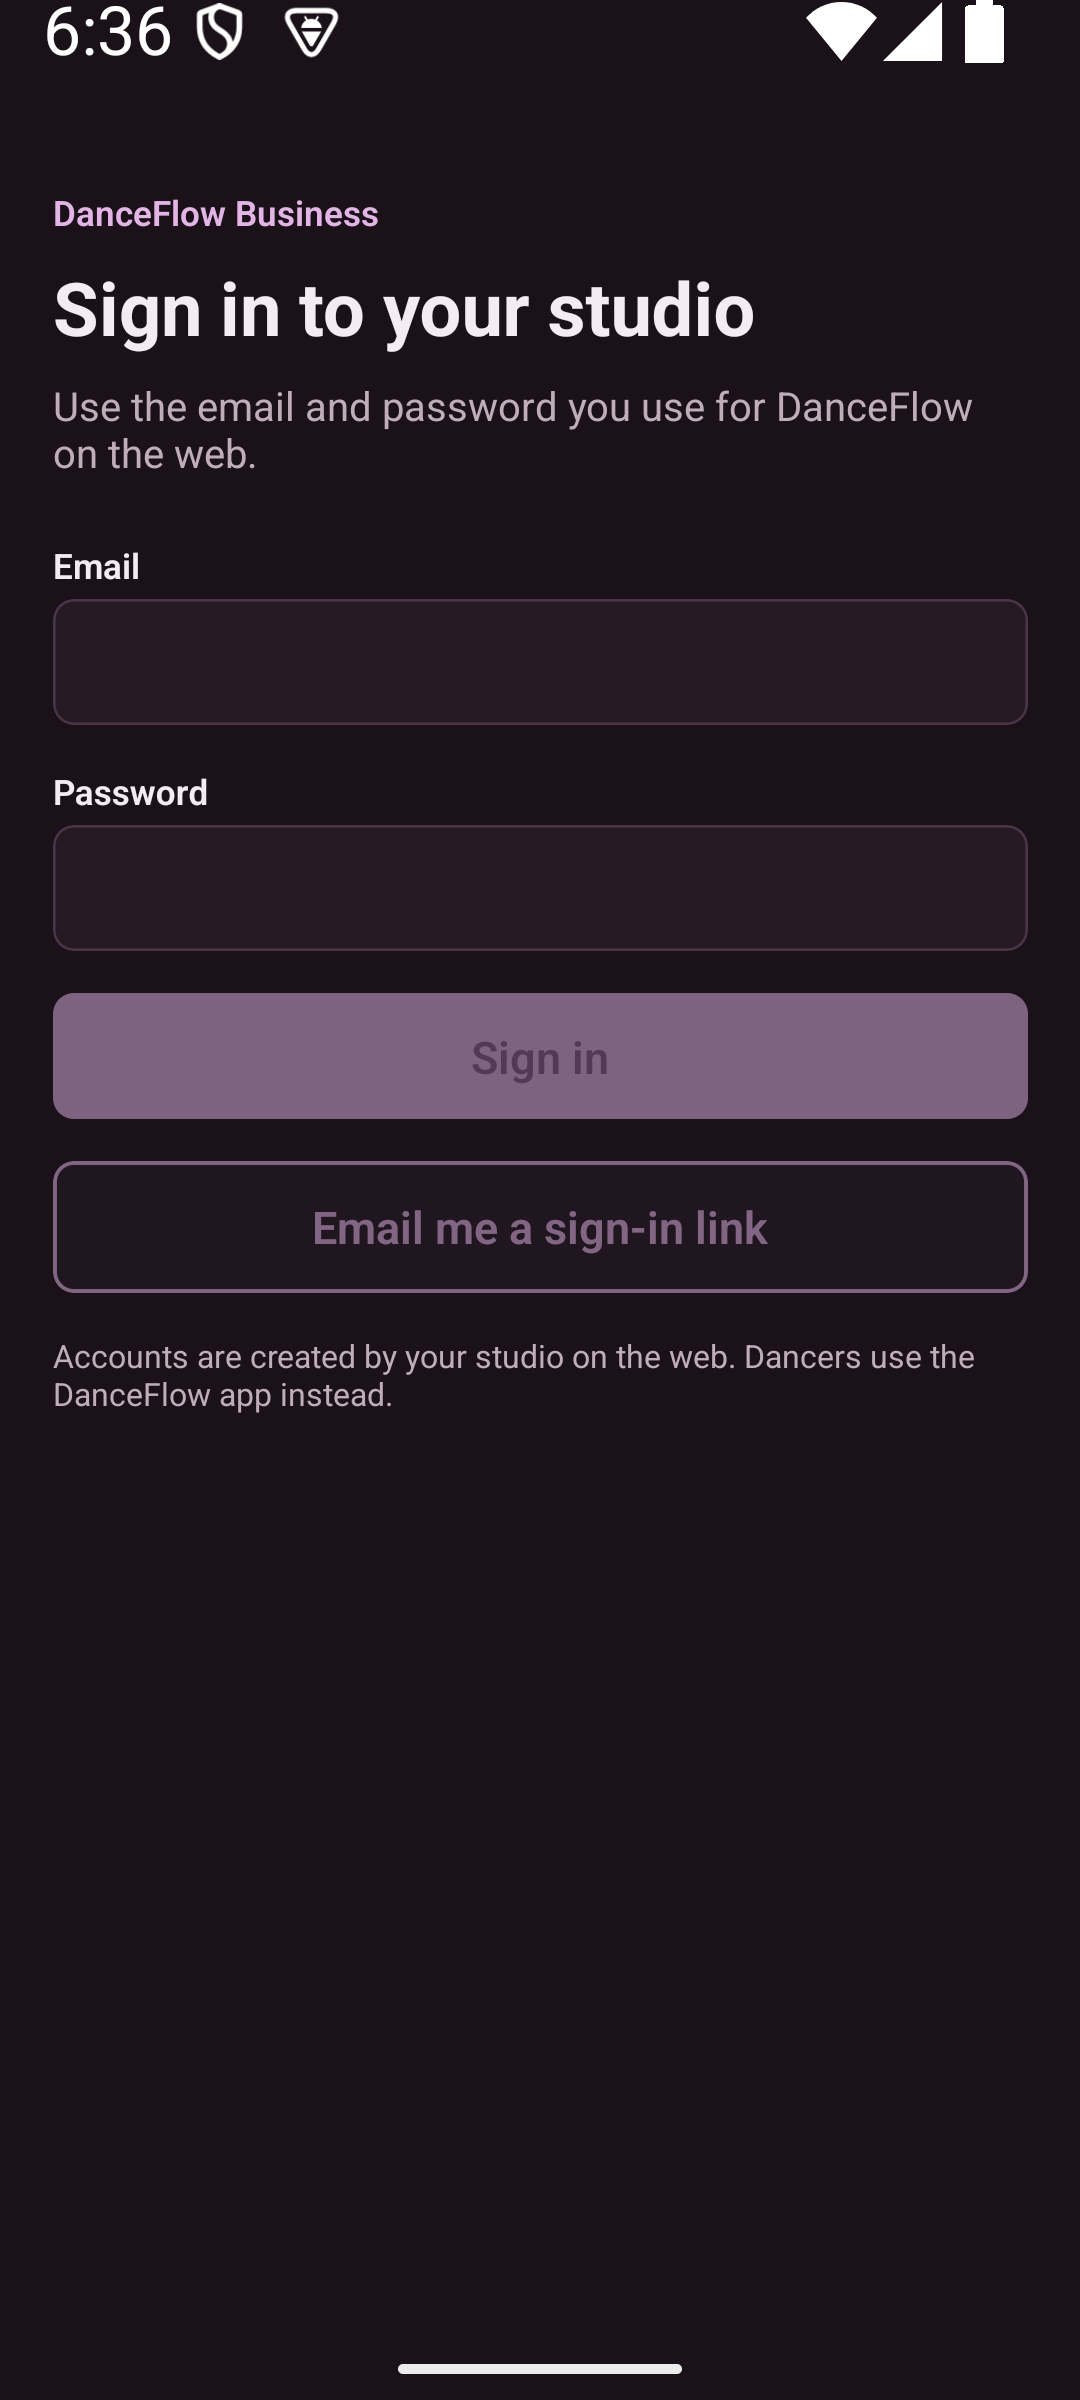 6:36
DanceFlow Business
Sign in to your studio
Use the email and password you use for DanceFlow
on the web.
Email
Password
Sign in
Email me a sign-in link
Accounts are created by your studio on the web. Dancers use the
DanceFlow app instead.